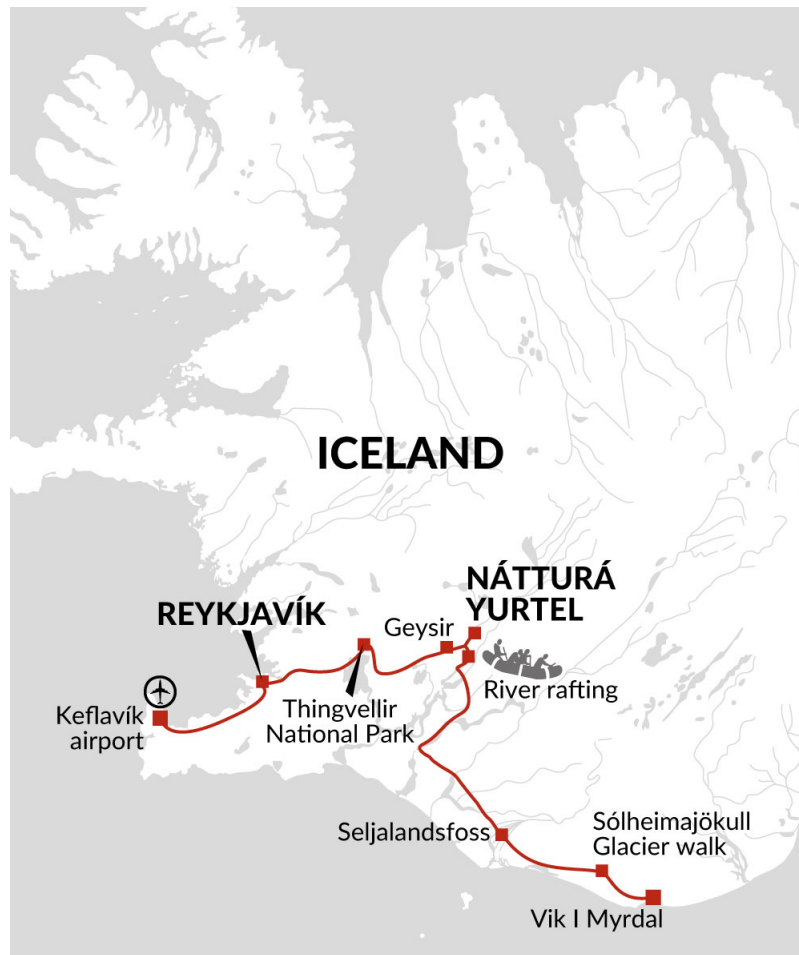 ICELAND
NÁTTURÁ
YURTEL
REYKJAVÍK
Geysir
River rafting
Thingvellir
National Park
Keflavík
airport
Seljalandsfoss
Sólheimajökull
Glacier walk
Vik I Myrdal